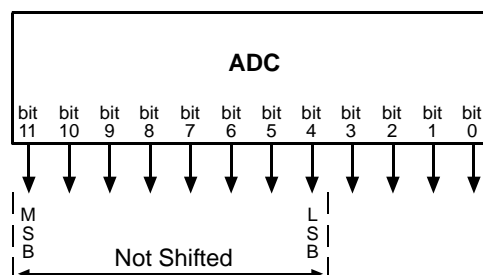 ADC
bit bit bit bit bit bit bit bit bit bit bit bit
11 10 9 8 7 6 5 4 3 2 1 0
MSB LSB
Not Shifted